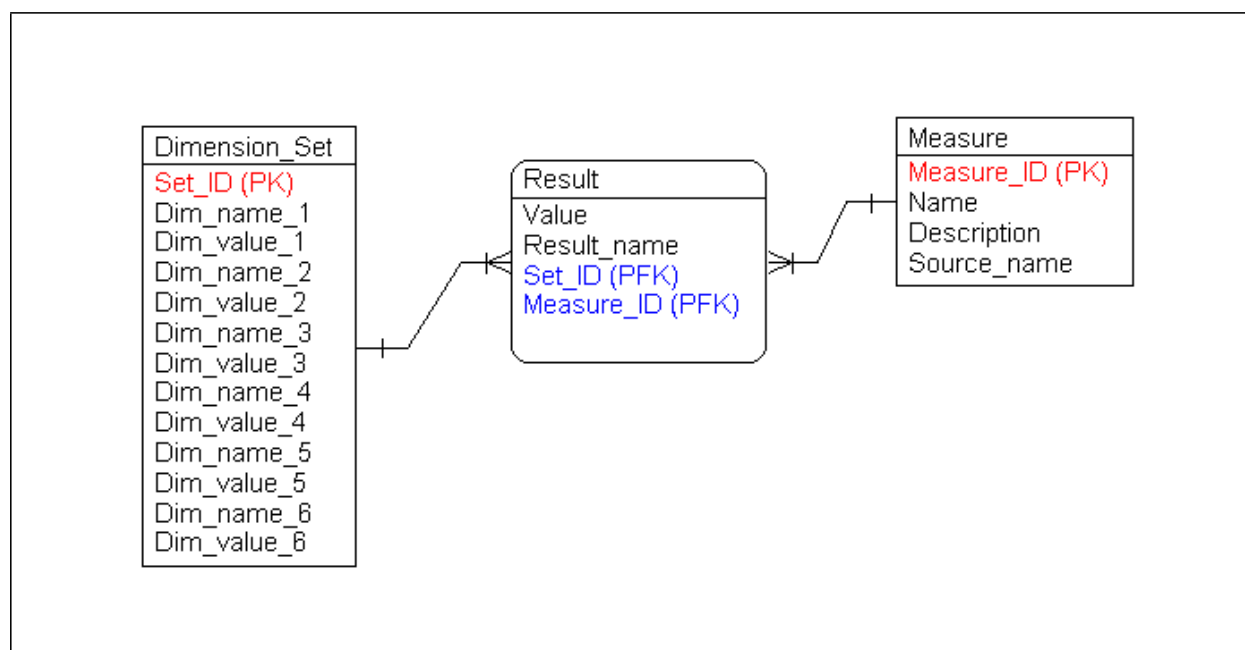 Dimension_Set
Set_ID (PK)
Dim_name_1
Dim_value_1
Dim_name_2
Dim_value_2
Dim_name_3
Dim_value_3
Dim_name_4
Dim_value_4
Dim_name_5
Dim_value_5
Dim_name_6
Dim_value_6
Result
Value
Result_name
Set_ID (PFK)
Measure_ID (PFK)
Measure
Measure_ID (PK)
Name
Description
Source_name